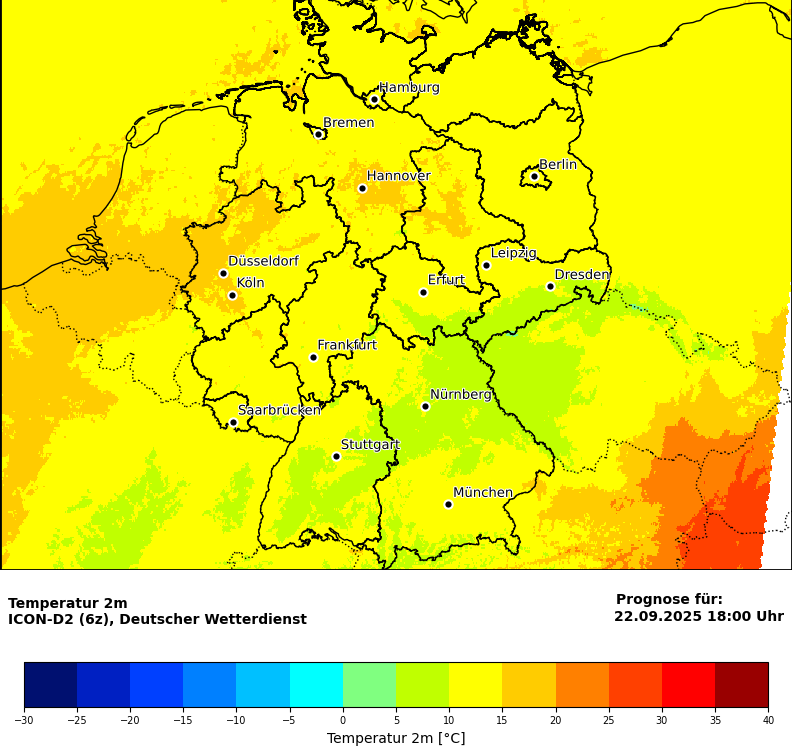 Hamburg
Bremen
Berlin
Hannover
Leipzig
Düsseldorf
Dresden
Erfurt
Köln
Frankfurt
Nürnberg
Saarbrücken
Stuttgart
München
Temperatur 2m
ICON-D2 (6z), Deutscher Wetterdienst
Prognose für:
22.09.2025 18:00 Uhr
−30 −25 −20 −15 −10 −5 0 5 10 15 20 25 30 35 40
Temperatur 2m [°C]